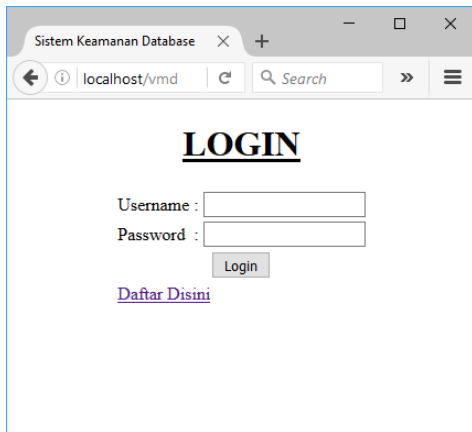 Sistem Keamanan Database
localhost/vmd
Search
LOGIN
Username :
Password :
Login
Daftar Disini